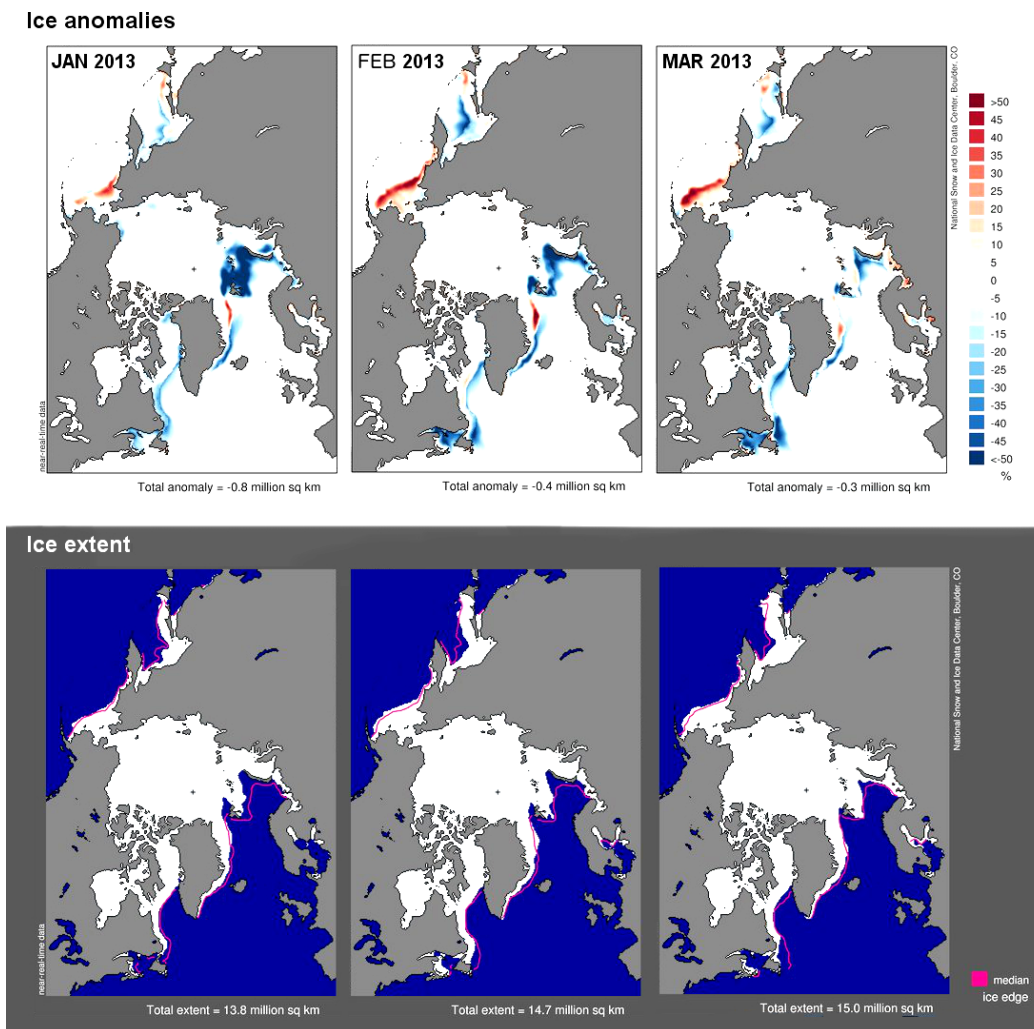 Ice anomalies
JAN 2013
FEB 2013
MAR 2013
National Snow and Ice Data Center, Boulder, CO
near-real-time data
>50
45
40
35
30
25
20
15
10
5
0
-5
-10
-15
-20
-25
-30
-35
-40
-45
<-50
%
Total anomaly = -0.8 million sq km
Total anomaly = -0.4 million sq km
Total anomaly = -0.3 million sq km
Ice extent
National Snow and Ice Data Center, Boulder, CO
near-real-time data
median
ice edge
Total extent = 13.8 million sq km
Total extent = 14.7 million sq km
Total extent = 15.0 million sq km